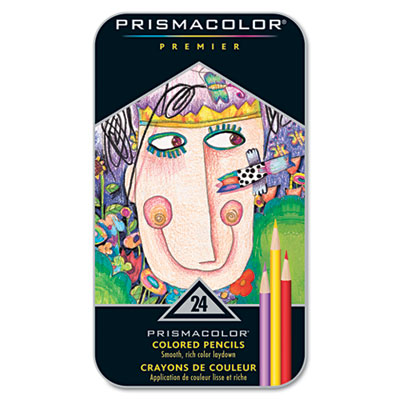 PRISMACOLOR®
PREMIER
24
PRISMACOLOR®
COLORED PENCILS
Smooth, rich color laydown
CRAYONS DE COULEUR
Application de couleur lisse et riche